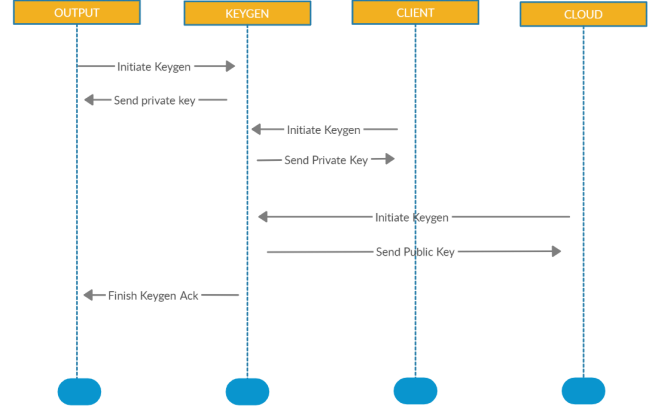 OUTPUT
KEYGEN
CLIENT
CLOUD
Initiate Keygen
Send private key
Initiate Keygen
Send Private Key
Initiate Keygen
Send Public Key
Finish Keygen Ack